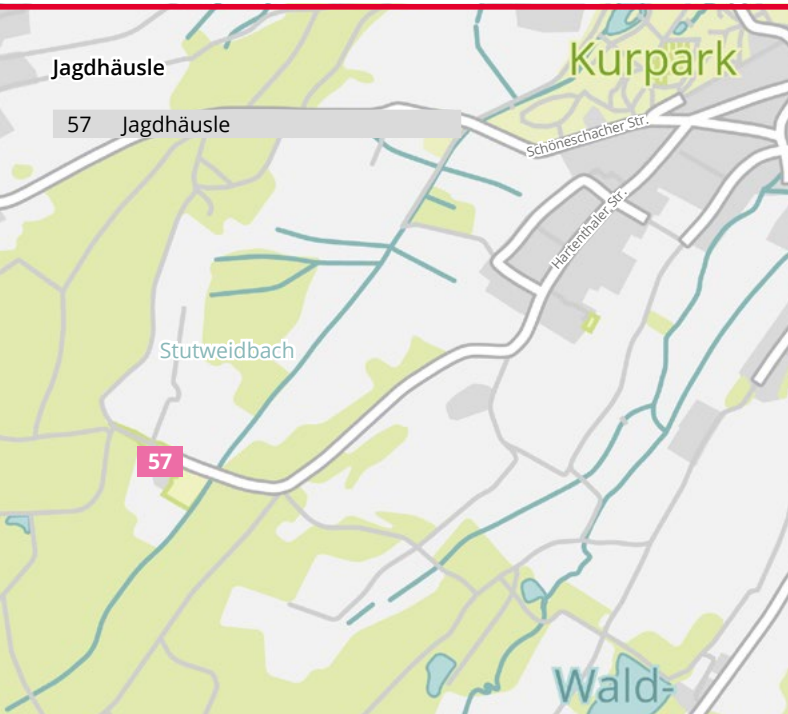 Jagdhäusle
57 Jagdhäusle
Kurpark
Schöneschacher Str.
Hartenthaler Str.
Stutweidbach
57
Wald-